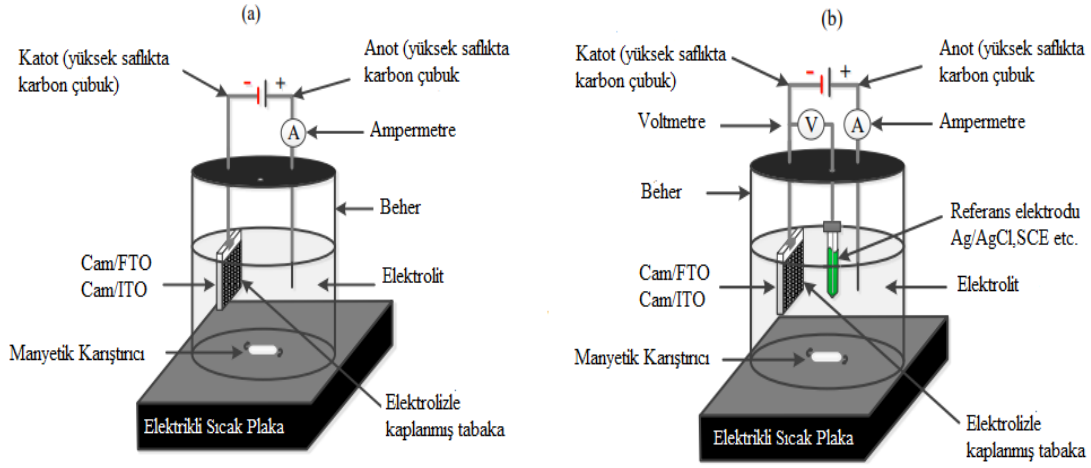 (a)
Katot (yüksek saflıkta
karbon çubuk)
Anot (yüksek saflıkta
karbon çubuk
-
+
A
Ampermetre
Beher
Cam/FTO
Cam/ITO
Elektrolit
Manyetik Karıştırıcı
Elektrolizle
kaplanmış tabaka
Elektrikli Sıcak Plaka
(b)
Katot (yüksek saflıkta
karbon çubuk)
Anot (yüksek saflıkta
karbon çubuk
-
+
Voltmetre
V
A
Ampermetre
Beher
Referans elektrodu
Ag/AgCl,SCE etc.
Cam/FTO
Cam/ITO
Elektrolit
Manyetik Karıştırıcı
Elektrolizle
kaplanmış tabaka
Elektrikli Sıcak Plaka